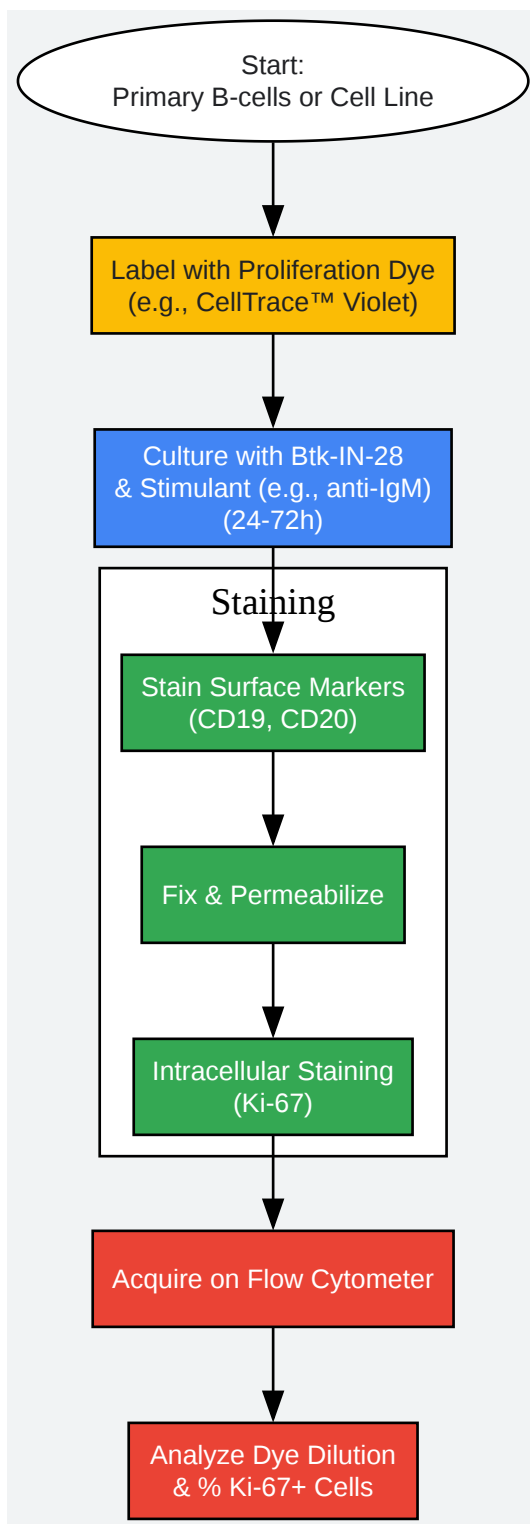 Start:
Primary B-cells or Cell Line
Label with Proliferation Dye
(e.g., CellTrace™ Violet)
Culture with Btk-IN-28
& Stimulant (e.g., anti-IgM)
(24-72h)
Staining
Stain Surface Markers
(CD19, CD20)
Fix & Permeabilize
Intracellular Staining
(Ki-67)
Acquire on Flow Cytometer
Analyze Dye Dilution
& % Ki-67+ Cells